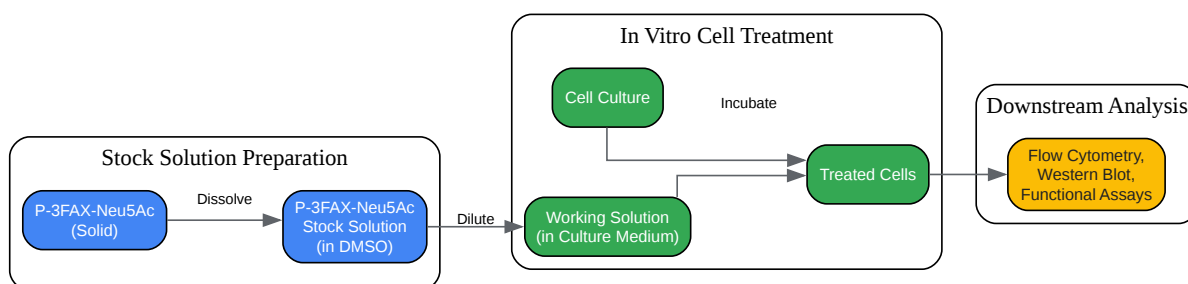 Stock Solution Preparation
P-3FAX-Neu5Ac
(Solid)
Dissolve
P-3FAX-Neu5Ac
Stock Solution
(in DMSO)
Dilute
In Vitro Cell Treatment
Cell Culture
Incubate
Working Solution
(in Culture Medium)
Treated Cells
Downstream Analysis
Flow Cytometry,
Western Blot,
Functional Assays